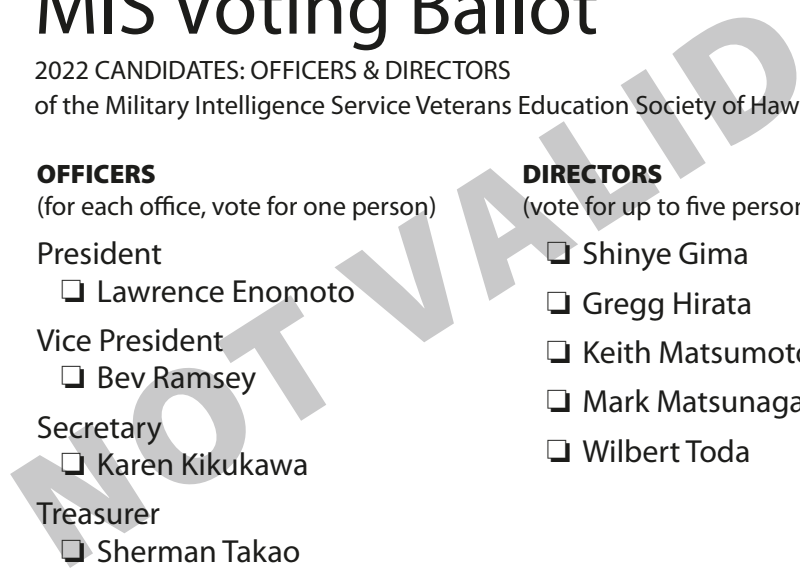 MIS Voting Ballot
2022 CANDIDATES: OFFICERS & DIRECTORS
of the Military Intelligence Service Veterans Education Society of Haw
OFFICERS
(for each office, vote for one person)
President
❏ Lawrence Enomoto
Vice President
❏ Bev Ramsey
Secretary
❏ Karen Kikukawa
Treasurer
❏ Sherman Takao
DIRECTORS
(vote for up to five person
❏ Shinye Gima
❏ Gregg Hirata
❏ Keith Matsumoto
❏ Mark Matsunaga
❏ Wilbert Toda
NOT VALID